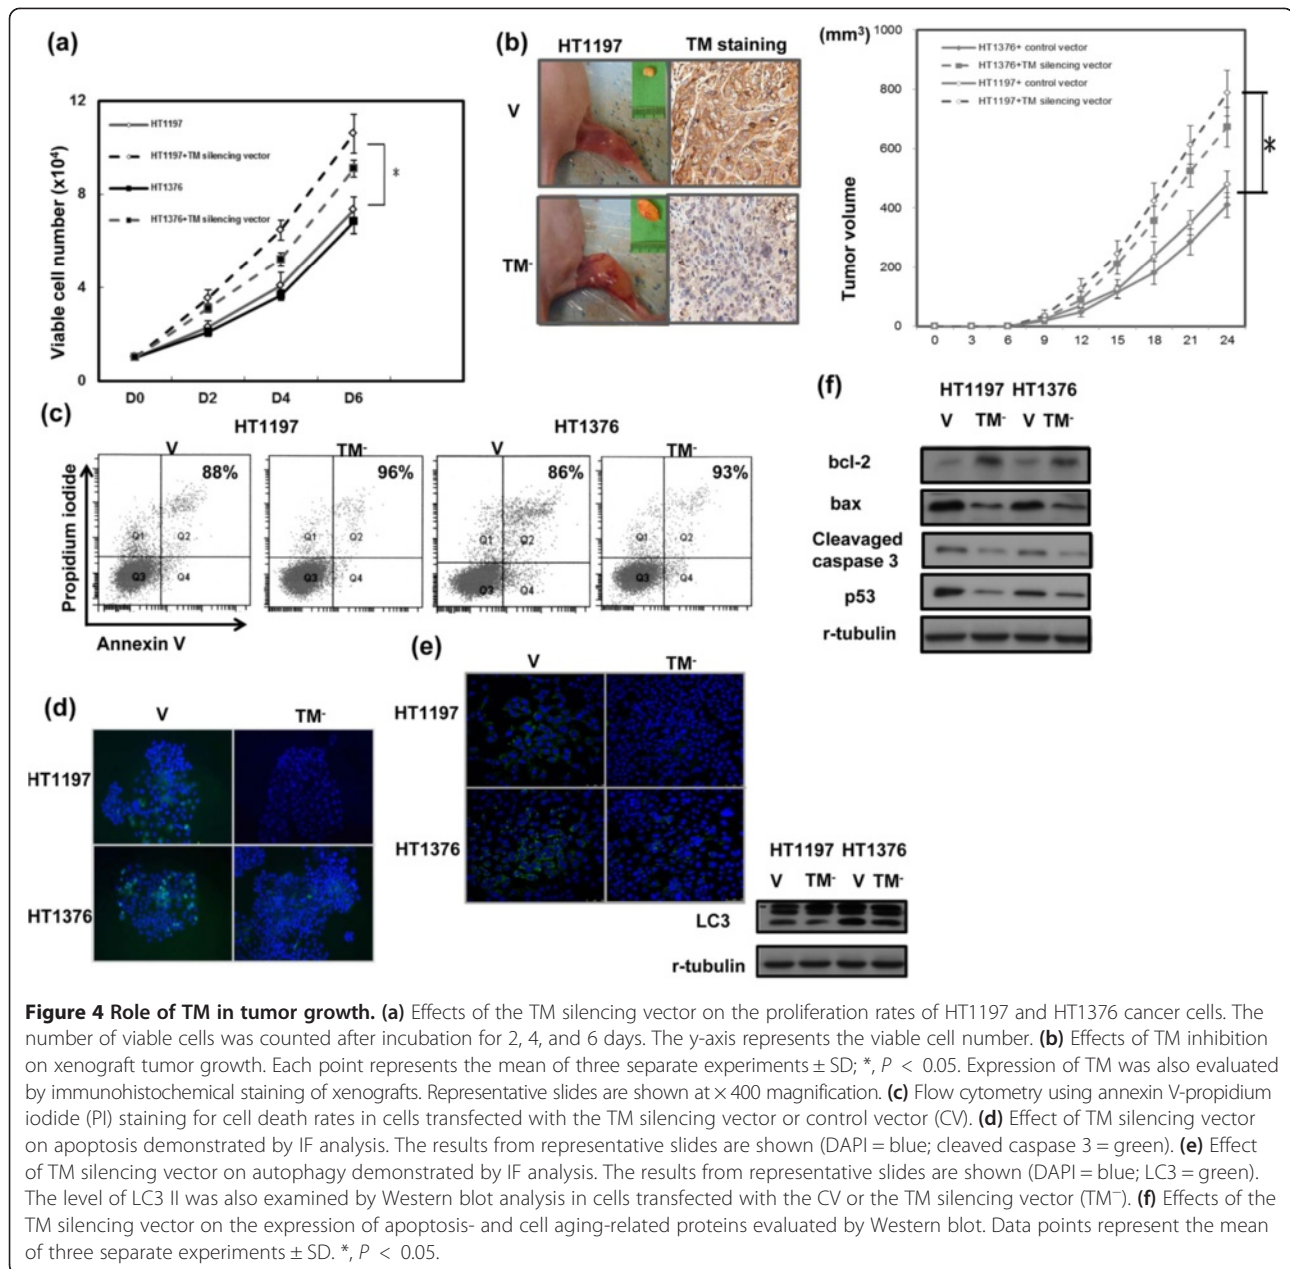 (a)
Viable cell number (x10⁴)
12
8
4
0
D0 D2 D4 D6
HT1197
HT1197+TM silencing vector
HT1376
HT1376+TM silencing vector
*
(b)
HT1197 TM staining
V
TM-
(mm³)
Tumor volume
1000
800
600
400
200
0
0 3 6 9 12 15 18 21 24
HT1376+ control vector
HT1376+TM silencing vector
HT1197+ control vector
HT1197+TM silencing vector
*
(c)
HT1197 HT1376
V TM- V TM-
88% 96% 86% 93%
Q1 Q2 Q1 Q2 Q1 Q2 Q1 Q2
Q3 Q4 Q3 Q4 Q3 Q4 Q3 Q4
Propidium iodide
Annexin V
(d)
V TM-
HT1197
HT1376
(e)
V TM-
HT1197
HT1376
HT1197 HT1376
V TM- V TM-
LC3
r-tubulin
(f)
HT1197 HT1376
V TM- V TM-
bcl-2
bax
Cleavaged
caspase 3
p53
r-tubulin
Figure 4 Role of TM in tumor growth. (a) Effects of the TM silencing vector on the proliferation rates of HT1197 and HT1376 cancer cells. The
number of viable cells was counted after incubation for 2, 4, and 6 days. The y-axis represents the viable cell number. (b) Effects of TM inhibition
on xenograft tumor growth. Each point represents the mean of three separate experiments ± SD; *, P < 0.05. Expression of TM was also evaluated
by immunohistochemical staining of xenografts. Representative slides are shown at × 400 magnification. (c) Flow cytometry using annexin V-propidium
iodide (PI) staining for cell death rates in cells transfected with the TM silencing vector or control vector (CV). (d) Effect of TM silencing vector
on apoptosis demonstrated by IF analysis. The results from representative slides are shown (DAPI = blue; cleaved caspase 3 = green). (e) Effect
of TM silencing vector on autophagy demonstrated by IF analysis. The results from representative slides are shown (DAPI = blue; LC3 = green).
The level of LC3 II was also examined by Western blot analysis in cells transfected with the CV or the TM silencing vector (TM⁻). (f) Effects of the
TM silencing vector on the expression of apoptosis- and cell aging-related proteins evaluated by Western blot. Data points represent the mean
of three separate experiments ± SD. *, P < 0.05.